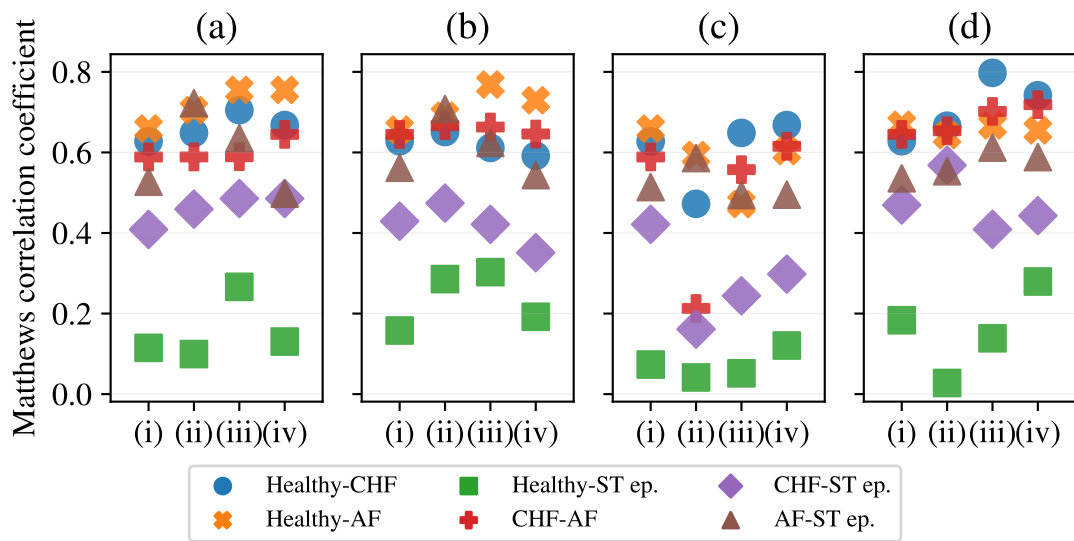 (a) (b) (c) (d)
Matthews correlation coefficient
0.8
0.6
0.4
0.2
0.0
(i) (ii) (iii) (iv) (i) (ii) (iii) (iv) (i) (ii) (iii) (iv) (i) (ii) (iii) (iv)
Healthy-CHF Healthy-ST ep. CHF-ST ep.
Healthy-AF CHF-AF AF-ST ep.